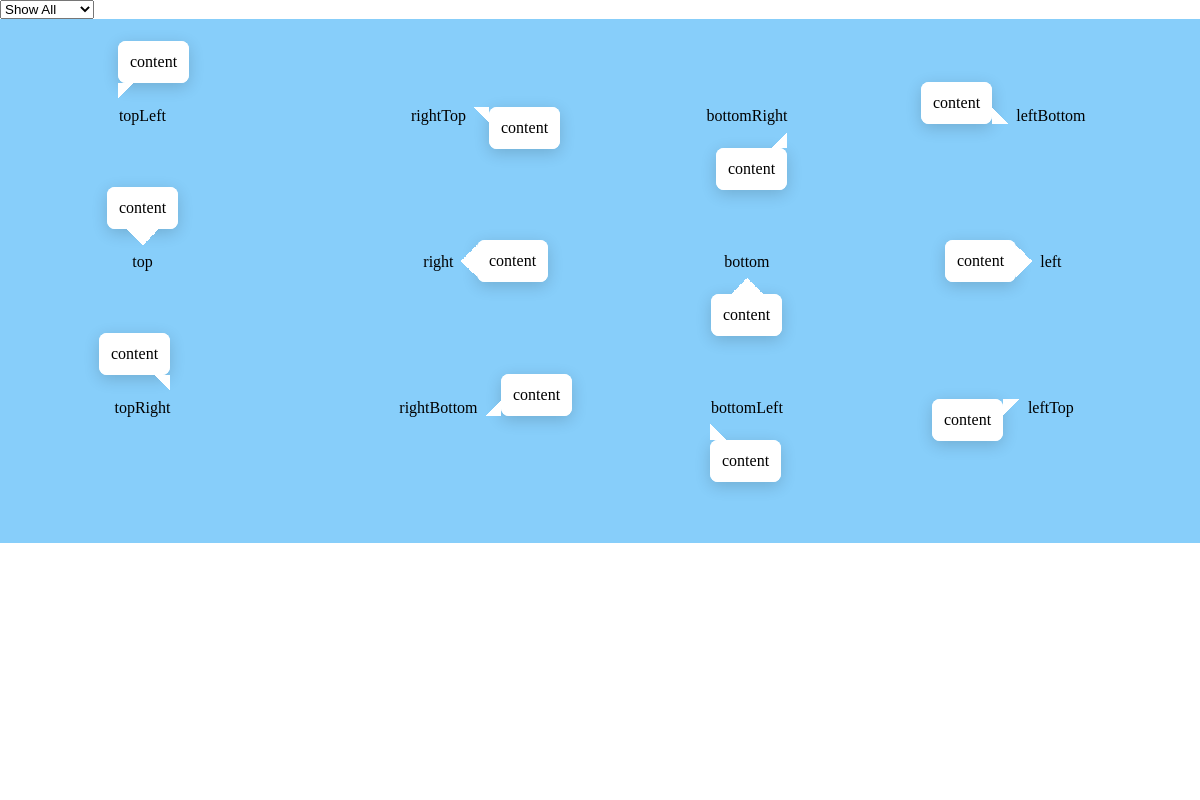 Show All
content
topLeft
rightTop
content
bottomRight
content
content
leftBottom
content
top
right
content
bottom
content
content
left
content
topRight
rightBottom
content
bottomLeft
content
content
leftTop